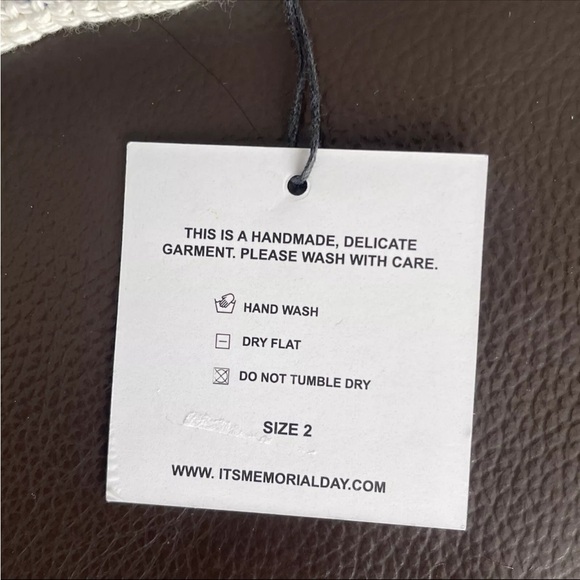 THIS IS A HANDMADE, DELICATE
GARMENT. PLEASE WASH WITH CARE.
HAND WASH
DRY FLAT
DO NOT TUMBLE DRY
SIZE 2
WWW. ITSMEMORIALDAY.COM